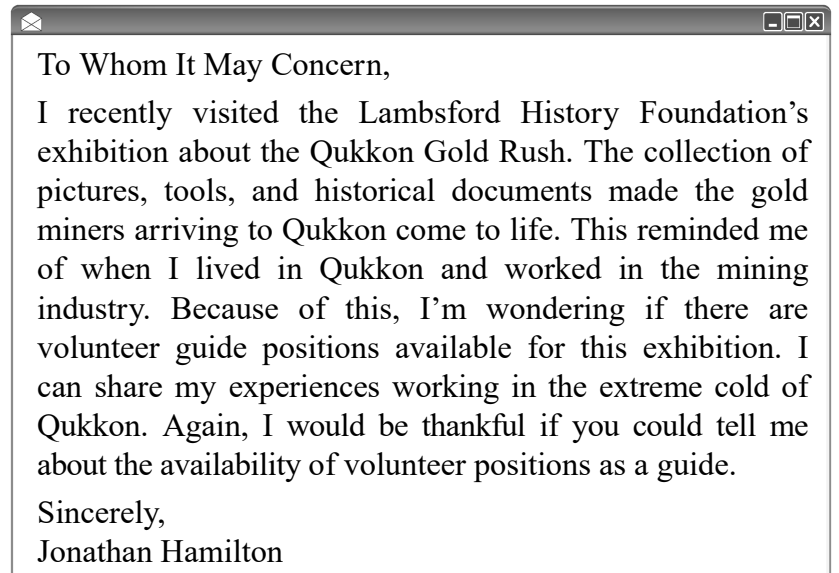 To Whom It May Concern,
I recently visited the Lambsford History Foundation's
exhibition about the Qukkon Gold Rush. The collection of
pictures, tools, and historical documents made the gold
miners arriving to Qukkon come to life. This reminded me
of when I lived in Qukkon and worked in the mining
industry. Because of this, I'm wondering if there are
volunteer guide positions available for this exhibition. I
can share my experiences working in the extreme cold of
Qukkon. Again, I would be thankful if you could tell me
about the availability of volunteer positions as a guide.
Sincerely,
Jonathan Hamilton